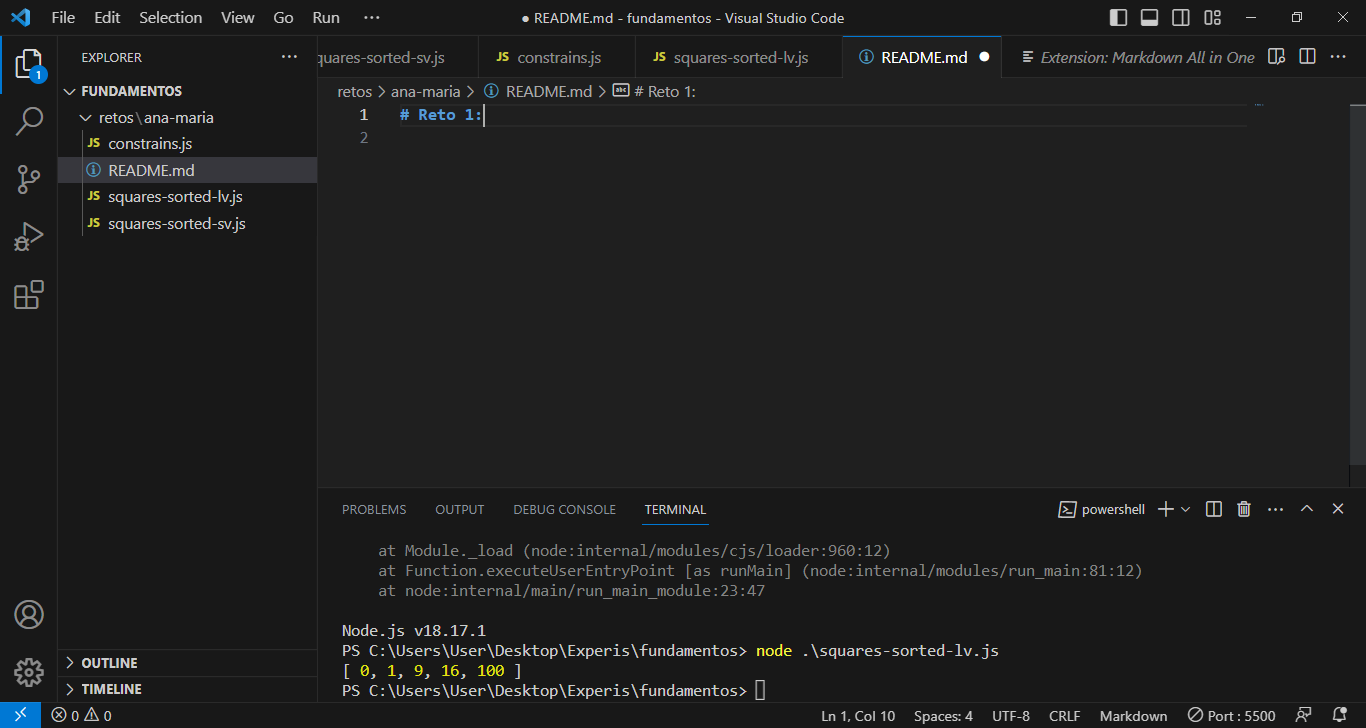 File Edit Selection View Go Run ··· ● README.md - fundamentos - Visual Studio Code
EXPLORER ···
quares-sorted-sv.js JS constrains.js JS squares-sorted-lv.js README.md ● Extension: Markdown All in One ···
1
FUNDAMENTOS
retos\ana-maria
JS constrains.js
README.md
JS squares-sorted-lv.js
JS squares-sorted-sv.js
retos > ana-maria > README.md > abc # Reto 1:
1 # Reto 1:
2
PROBLEMS OUTPUT DEBUG CONSOLE TERMINAL powershell ···
at Module._load (node:internal/modules/cjs/loader:960:12)
at Function.executeUserEntryPoint [as runMain] (node:internal/modules/run_main:81:12)
at node:internal/main/run_main_module:23:47
Node.js v18.17.1
PS C:\Users\User\Desktop\Experis\fundamentos> node .\squares-sorted-lv.js
[ 0, 1, 9, 16, 100 ]
PS C:\Users\User\Desktop\Experis\fundamentos>
OUTLINE
TIMELINE
0 0 Ln 1, Col 10 Spaces: 4 UTF-8 CRLF Markdown Port : 5500